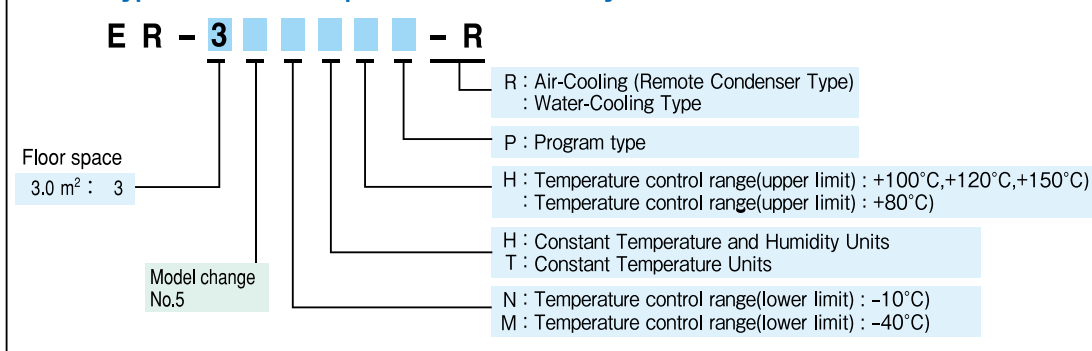 E R – 3 – R
R : Air-Cooling (Remote Condenser Type)
: Water-Cooling Type
P : Program type
Floor space
3.0 m² : 3
H : Temperature control range(upper limit) : +100°C,+120°C,+150°C)
: Temperature control range(upper limit) : +80°C)
H : Constant Temperature and Humidity Units
T : Constant Temperature Units
Model change
No.5
N : Temperature control range(lower limit) : –10°C)
M : Temperature control range(lower limit) : –40°C)